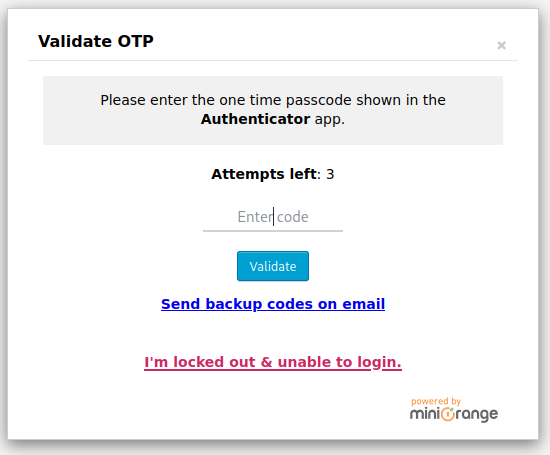 Validate OTP
×
Please enter the one time passcode shown in the
Authenticator app.
Attempts left: 3
Enter code
Validate
Send backup codes on email
I'm locked out & unable to login.
powered by
miniOrange